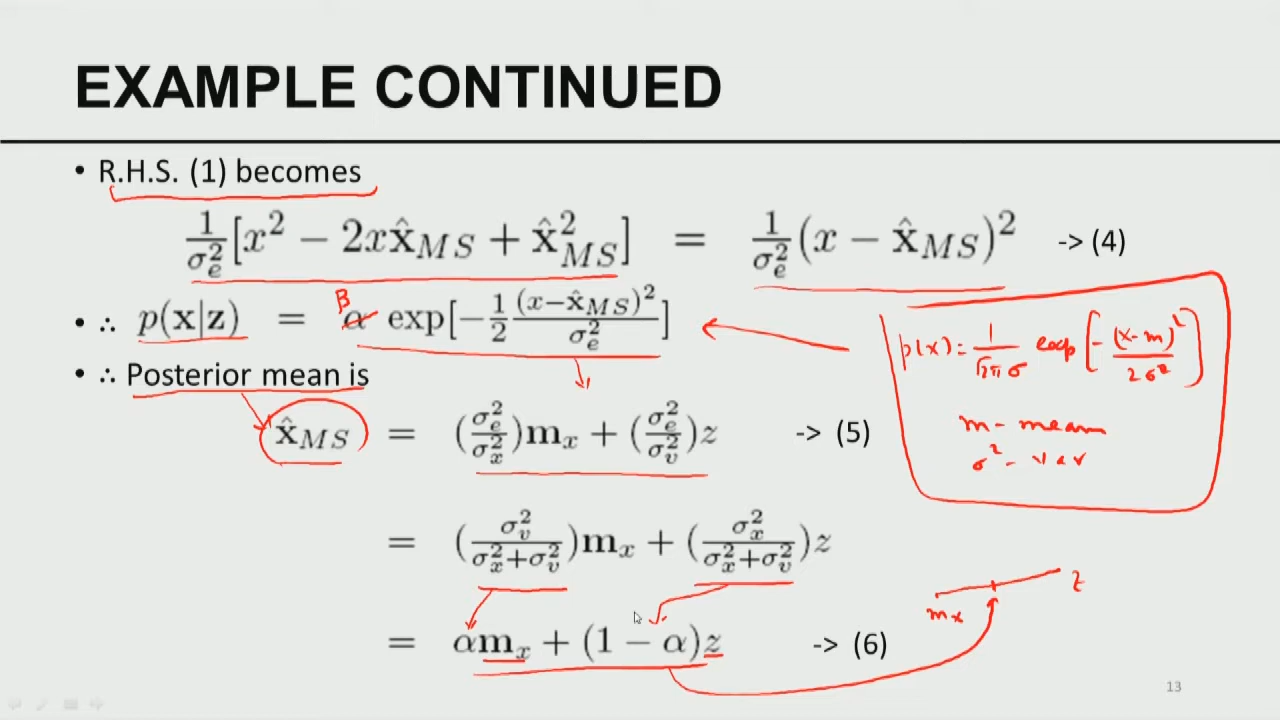 EXAMPLE CONTINUED
• R.H.S. (1) becomes
1/σ_e² [x² − 2x x̂_MS + x̂²_MS] = 1/σ_e² (x − x̂_MS)² -> (4)
B
• ∴ p(x|z) = α exp[−1/2 (x−x̂_MS)²/σ_e²]
p(x) = 1/√2π σ exp[−(x−m)²/2σ²]
• ∴ Posterior mean is
m - mean
x̂_MS = (σ_e²/σ_x²)m_x + (σ_e²/σ_v²)z -> (5)
σ² - var
= (σ_v²/(σ_x²+σ_v²))m_x + (σ_x²/(σ_x²+σ_v²))z
mx z
= αm_x + (1 − α)z -> (6)
13